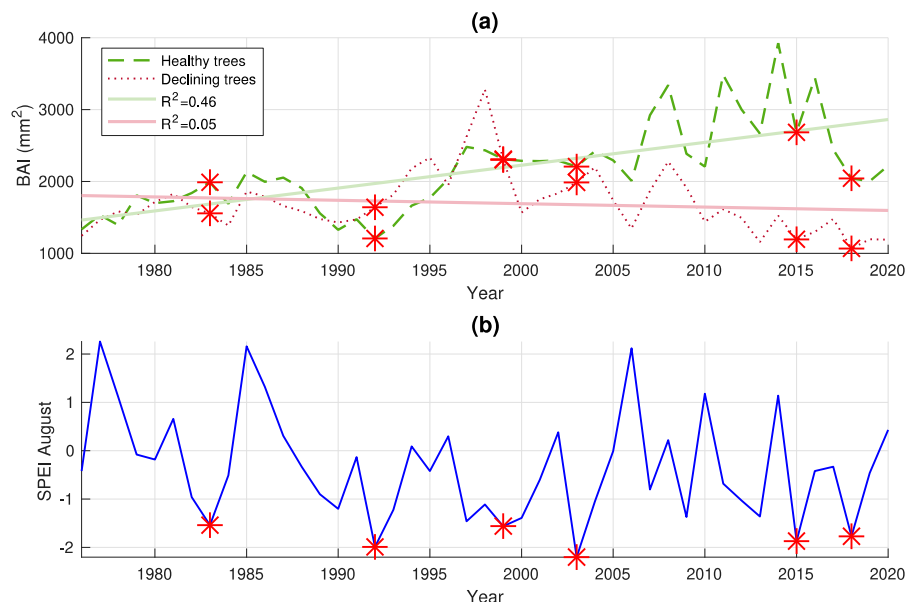 (a)
4000
3000
2000
1000
BAI (mm²)
Healthy trees
Declining trees
R²=0.46
R²=0.05
1980 1985 1990 1995 2000 2005 2010 2015 2020
Year
(b)
2
1
0
-1
-2
SPEI August
1980 1985 1990 1995 2000 2005 2010 2015 2020
Year